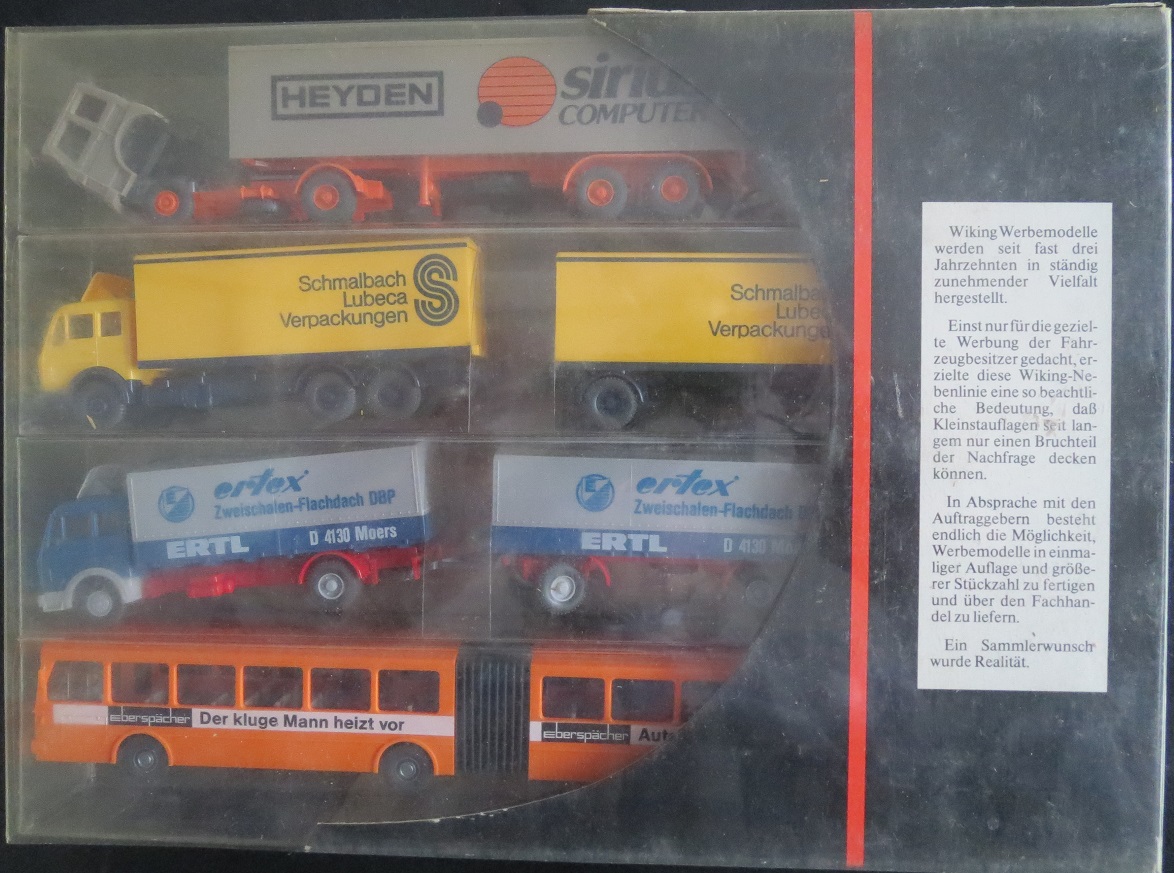 HEYDEN
COMPUTER
Schmalbach
Lubeca
Verpackungen
S
Verpackunge
ertex
Zweischalen-Flachdach DBP
ERTL
D 4130 Moers
ertex
Zweischalen-Flachdach
ERTL
D 4130
Eberspächer
Der kluge Mann heizt vor
Eberspächer
Wiking Werbemodelle
werden seit fast drei
Jahrzehnten in ständig
zunehmender Vielfalt
hergestellt.
Einst nur für die geziel-
te Werbung der Fahr-
zeugbesitzer gedacht, er-
zielte diese Wiking-Ne-
benlinie eine so beachtli-
che Bedeutung, daß
Kleinstauflagen seit lan-
gem nur einen Bruchteil
der Nachfrage decken
können.
In Absprache mit den
Auftraggebern besteht
endlich die Möglichkeit,
Werbemodelle in einma-
liger Auflage und größe-
rer Stückzahl zu fertigen
und über den Fachhan-
del zu liefern.
Ein Sammlerwunsch
wurde Realität.